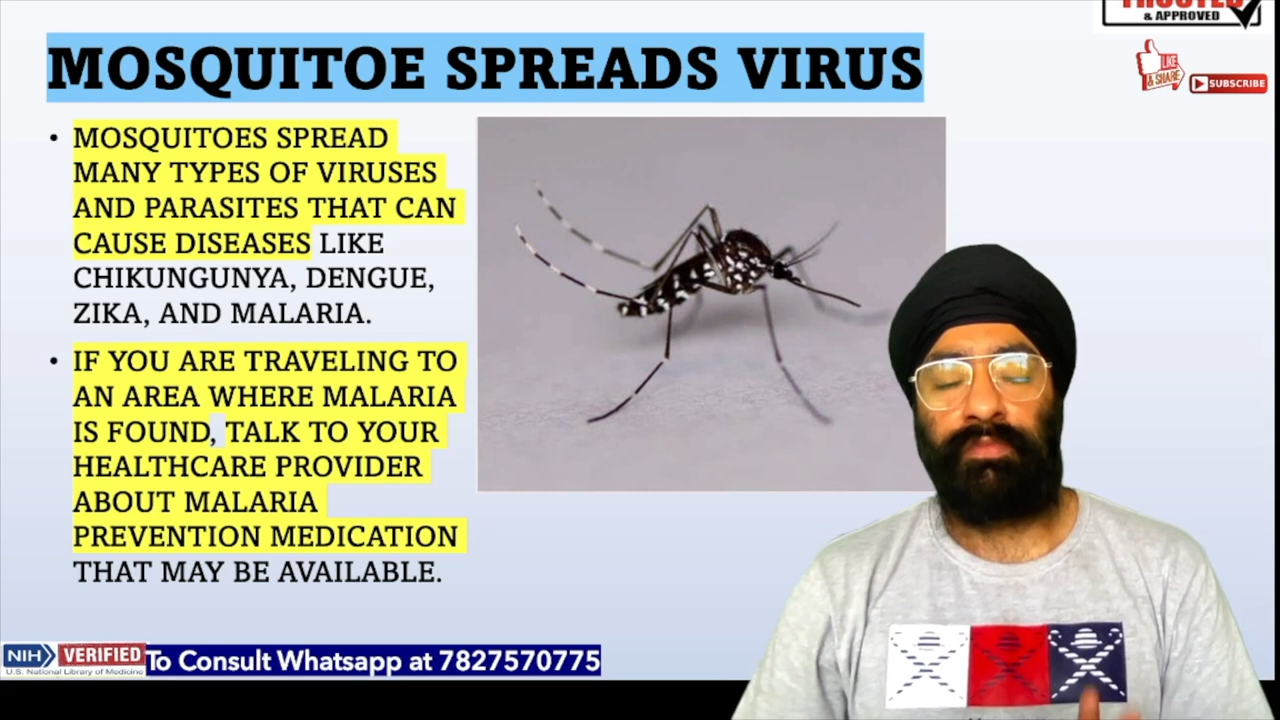 & APPROVED
MOSQUITOE SPREADS VIRUS
LIKE
& SHARE
SUBSCRIBE
• MOSQUITOES SPREAD
MANY TYPES OF VIRUSES
AND PARASITES THAT CAN
CAUSE DISEASES LIKE
CHIKUNGUNYA, DENGUE,
ZIKA, AND MALARIA.
• IF YOU ARE TRAVELING TO
AN AREA WHERE MALARIA
IS FOUND, TALK TO YOUR
HEALTHCARE PROVIDER
ABOUT MALARIA
PREVENTION MEDICATION
THAT MAY BE AVAILABLE.
NIH VERIFIED
U.S. National Library of Medicine
To Consult Whatsapp at 7827570775